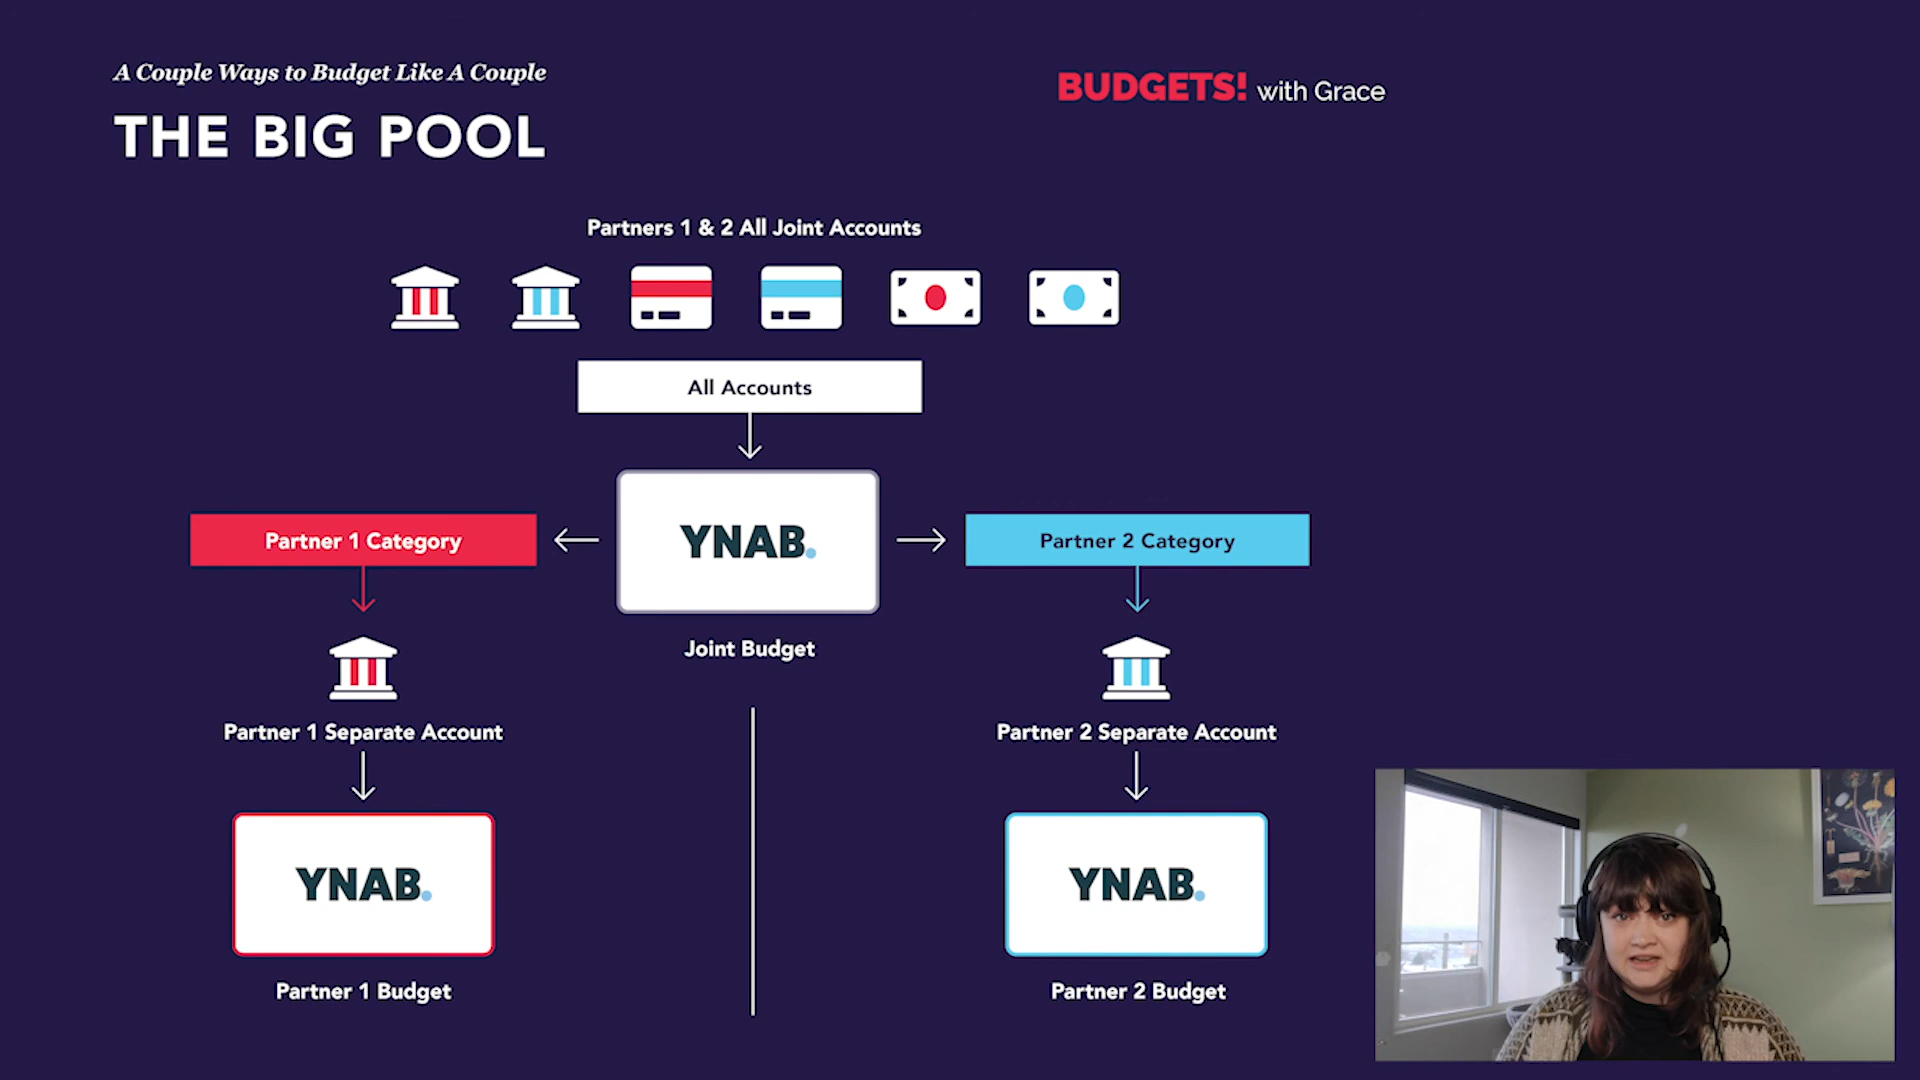 A Couple Ways to Budget Like A Couple
THE BIG POOL
BUDGETS! with Grace
Partners 1 & 2 All Joint Accounts
All Accounts
Partner 1 Category
YNAB.
Partner 2 Category
Joint Budget
Partner 1 Separate Account
Partner 2 Separate Account
YNAB.
YNAB.
Partner 1 Budget
Partner 2 Budget